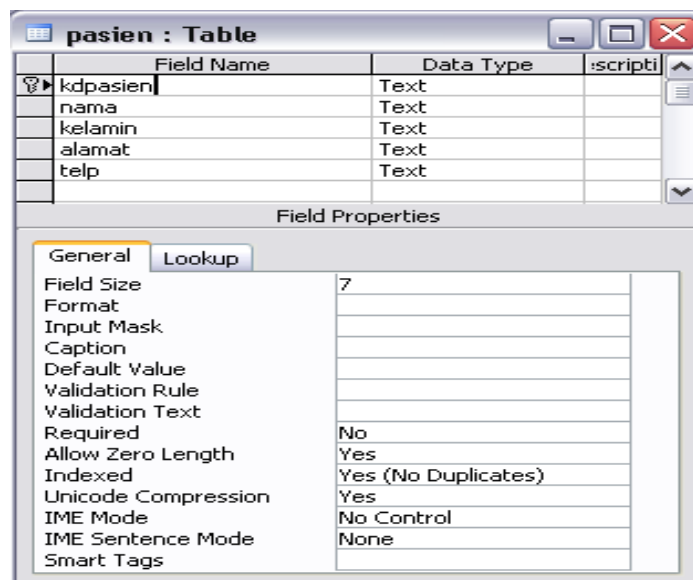 pasien : Table
Field Name Data Type scripti
kdpasien Text
nama Text
kelamin Text
alamat Text
telp Text
Field Properties
General Lookup
Field Size 7
Format
Input Mask
Caption
Default Value
Validation Rule
Validation Text
Required No
Allow Zero Length Yes
Indexed Yes (No Duplicates)
Unicode Compression Yes
IME Mode No Control
IME Sentence Mode None
Smart Tags